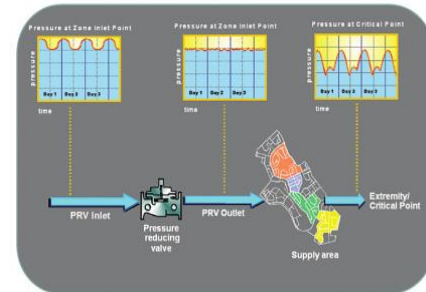 Pressure at Zone Inlet Point
Pressure at Zone Inlet Point
Pressure at Critical Point
pressure
Day 1 Day 2 Day 3
time
pressure
Day 1 Day 2 Day 3
time
pressure
Day 1 Day 2 Day 3
time
PRV Inlet
Pressure
reducing
valve
PRV Outlet
Supply area
Extremity/
Critical Point